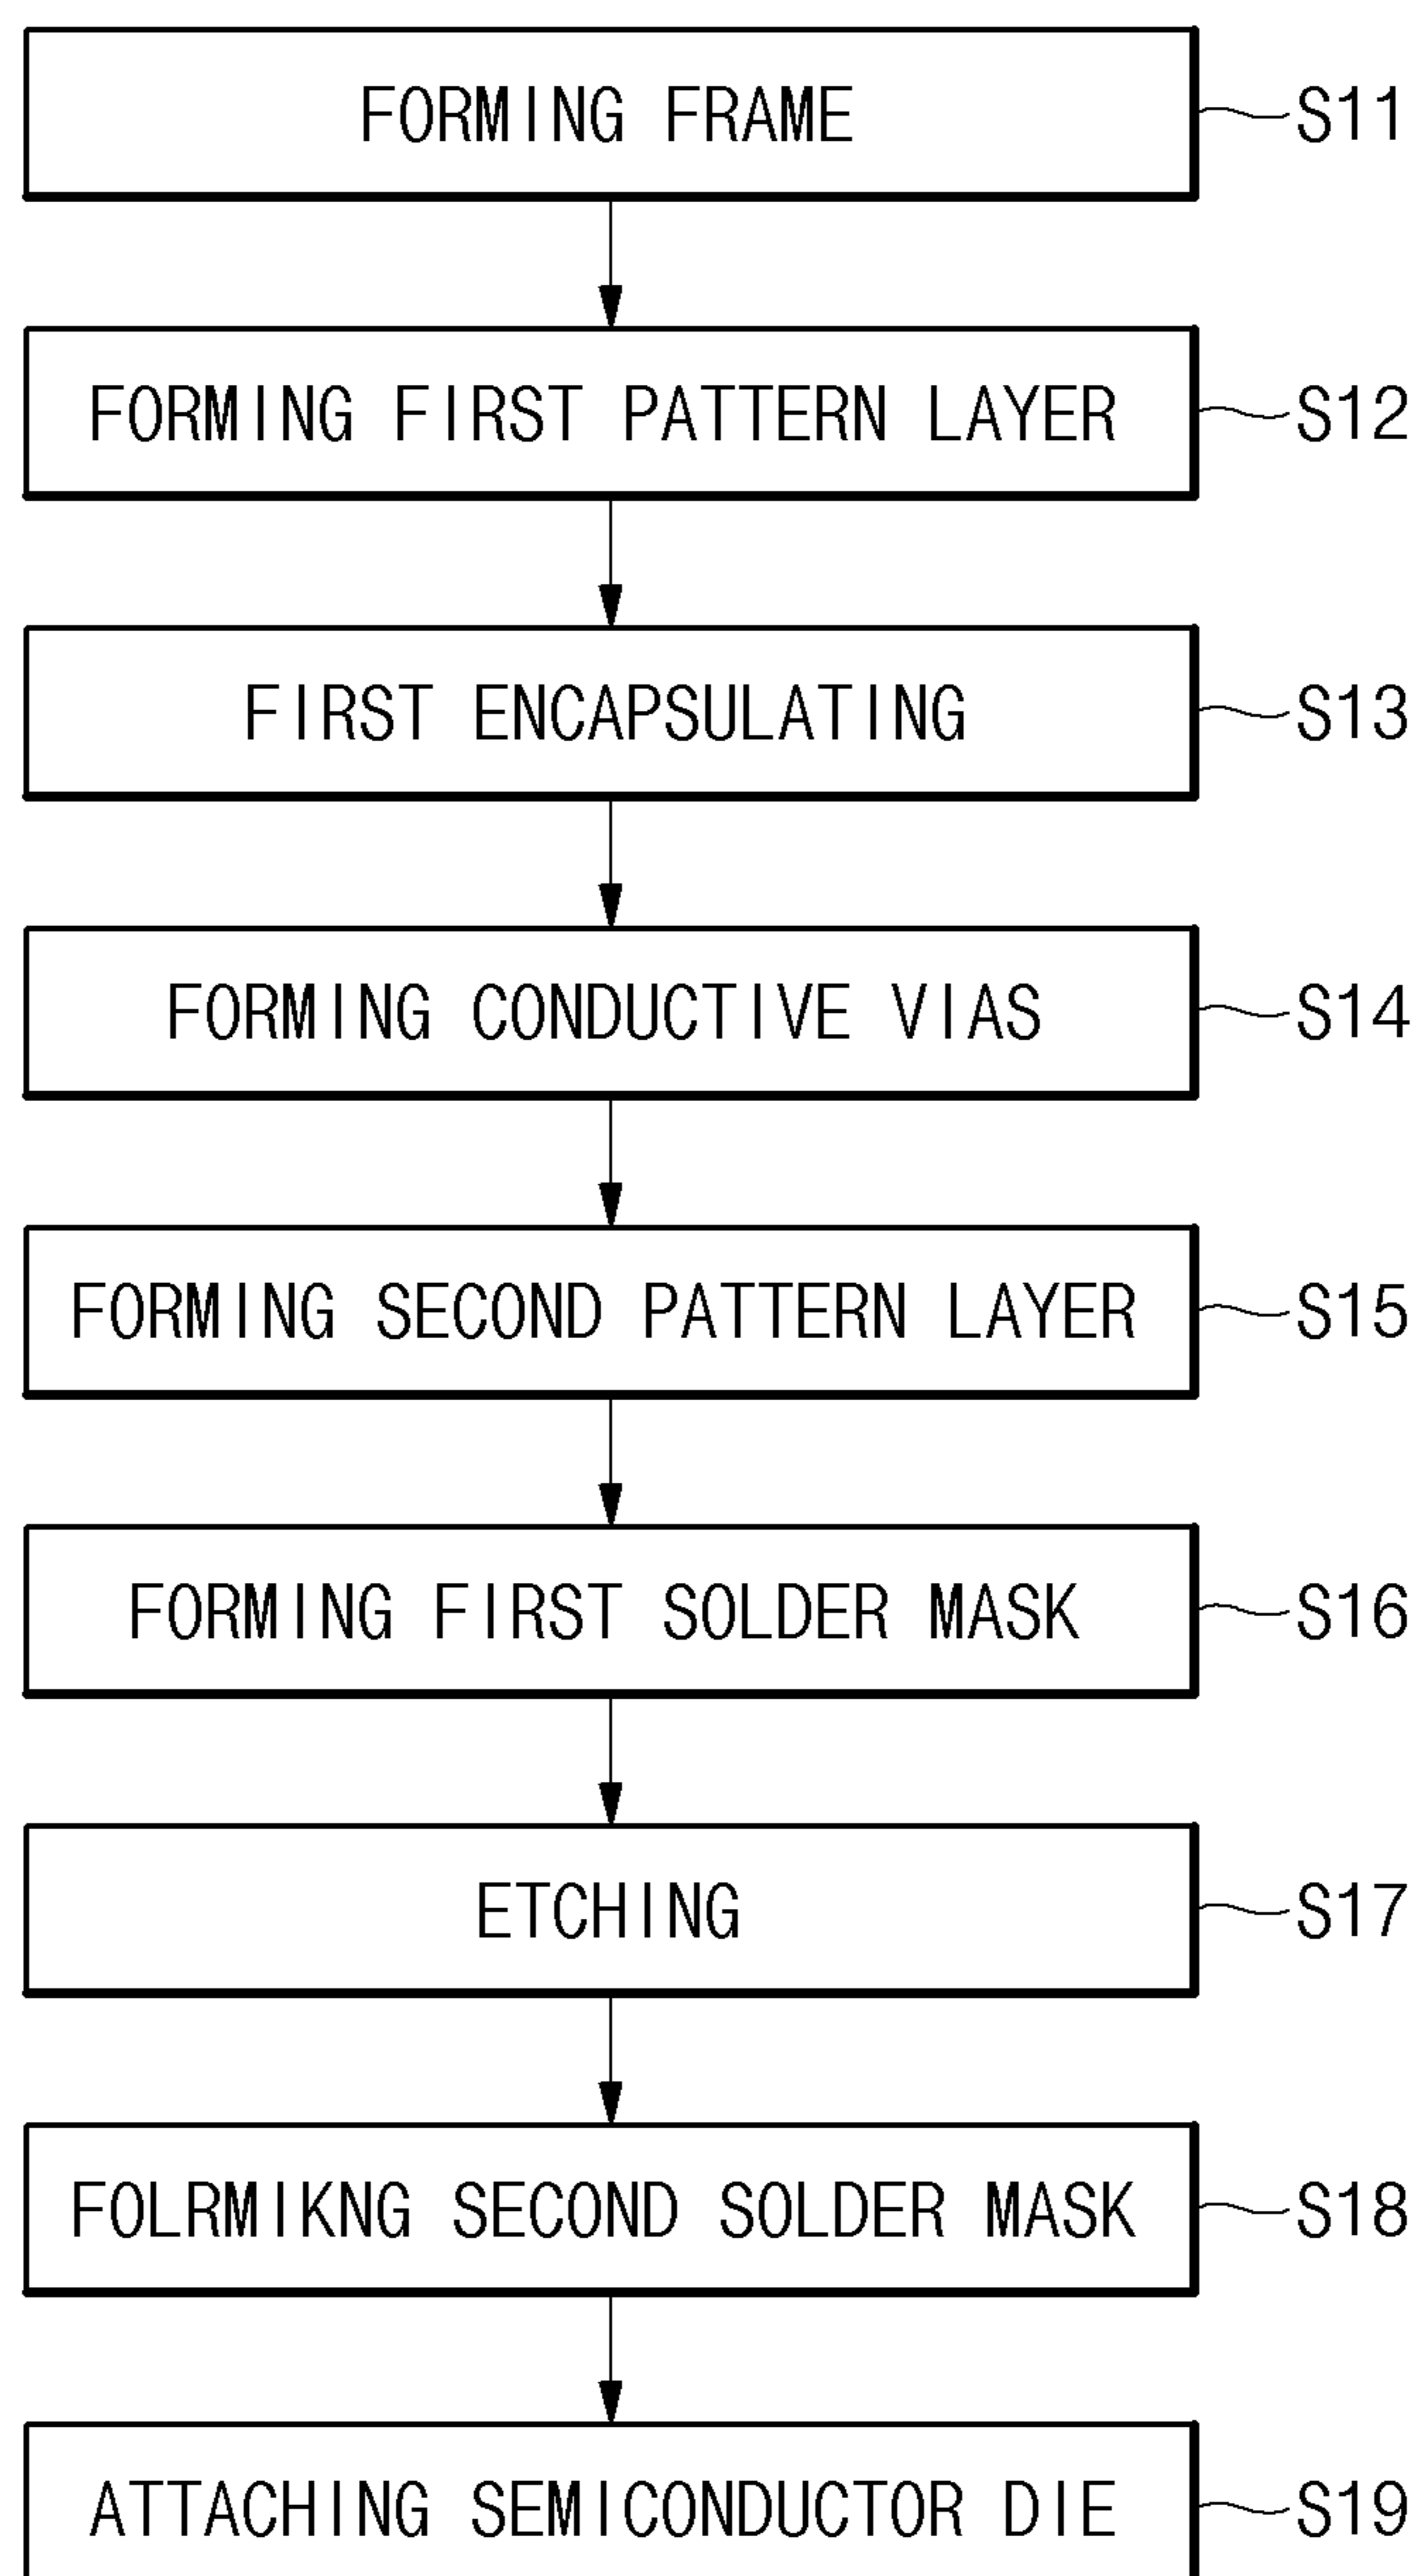 FORMING FRAME S11
FORMING FIRST PATTERN LAYER S12
FIRST ENCAPSULATING S13
FORMING CONDUCTIVE VIAS S14
FORMING SECOND PATTERN LAYER S15
FORMING FIRST SOLDER MASK S16
ETCHING S17
FOLRMIKNG SECOND SOLDER MASK S18
ATTACHING SEMICONDUCTOR DIE S19